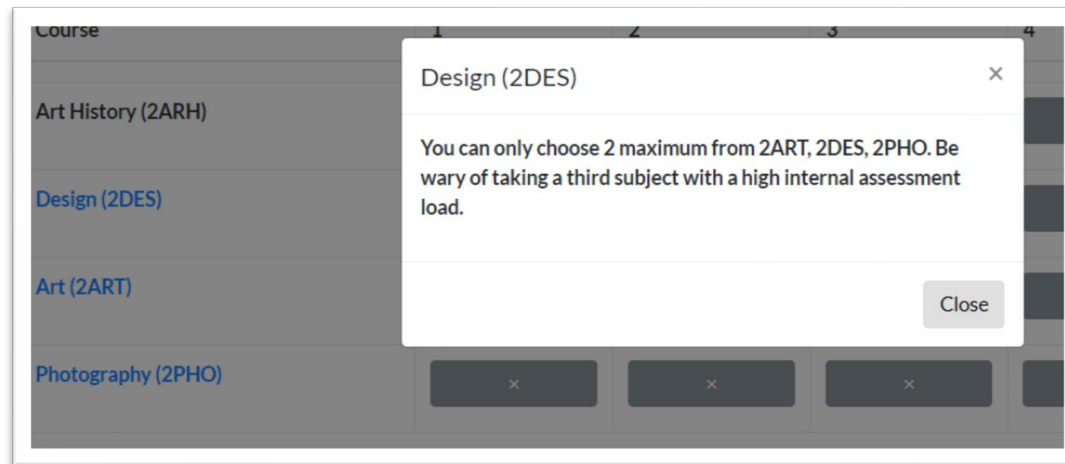 Course 1 2 3 4
Design (2DES) ×
Art History (2ARH)
You can only choose 2 maximum from 2ART, 2DES, 2PHO. Be
wary of taking a third subject with a high internal assessment
load.
Design (2DES)
Art (2ART)
Close
Photography (2PHO) × × ×